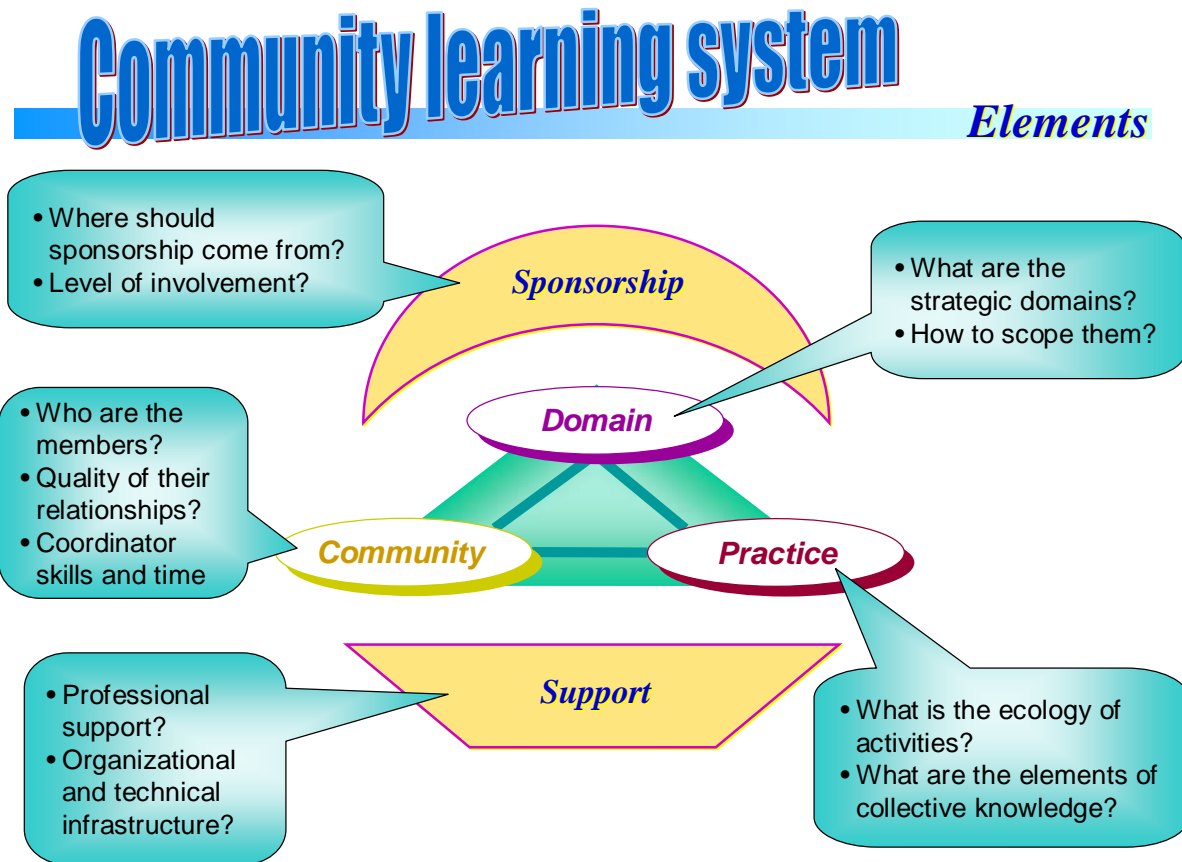 Community learning system
Elements
• Where should
sponsorship come from?
• Level of involvement?
Sponsorship
• What are the
strategic domains?
• How to scope them?
Domain
• Who are the
members?
• Quality of their
relationships?
• Coordinator
skills and time
Community
Practice
• Professional
support?
• Organizational
and technical
infrastructure?
Support
• What is the ecology of
activities?
• What are the elements of
collective knowledge?